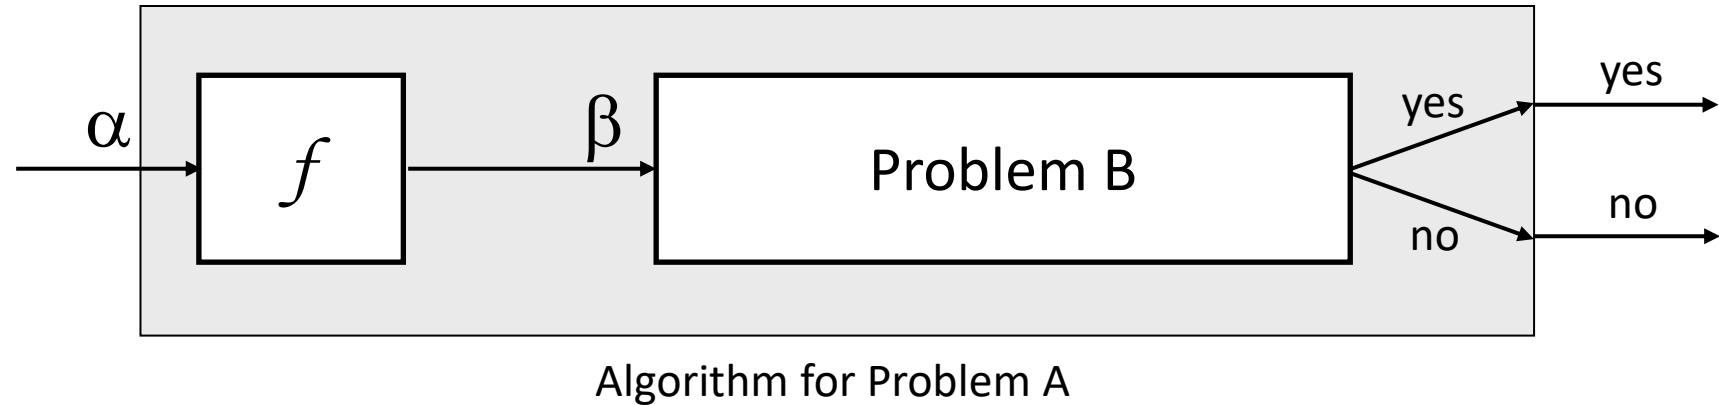 α
f
β
Problem B
yes
no
yes
no
Algorithm for Problem A